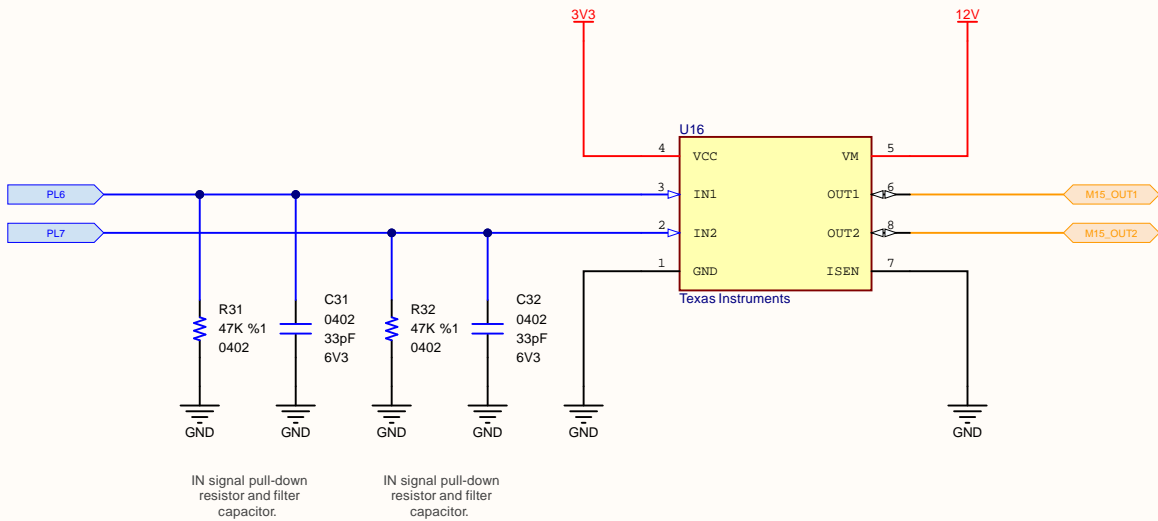 3V3
12V
U16
4 VCC VM 5
PL6 3 IN1 OUT1 6 M15_OUT1
PL7 2 IN2 OUT2 8 M15_OUT2
1 GND ISEN 7
Texas Instruments
R31
47K %1
0402
C31
0402
33pF
6V3
R32
47K %1
0402
C32
0402
33pF
6V3
GND GND GND GND GND GND
IN signal pull-down
resistor and filter
capacitor.
IN signal pull-down
resistor and filter
capacitor.